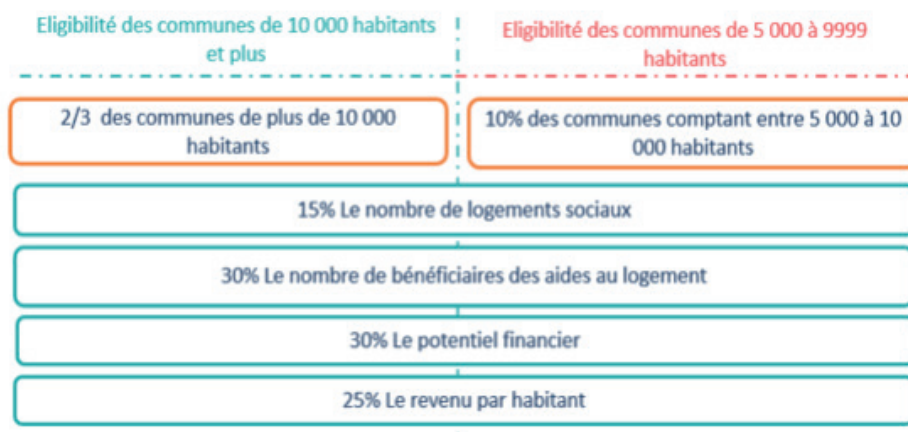 Eligibilité des communes de 10 000 habitants
et plus
Eligibilité des communes de 5 000 à 9999
habitants
2/3 des communes de plus de 10 000
habitants
10% des communes comptant entre 5 000 à 10
000 habitants
15% Le nombre de logements sociaux
30% Le nombre de bénéficiaires des aides au logement
30% Le potentiel financier
25% Le revenu par habitant